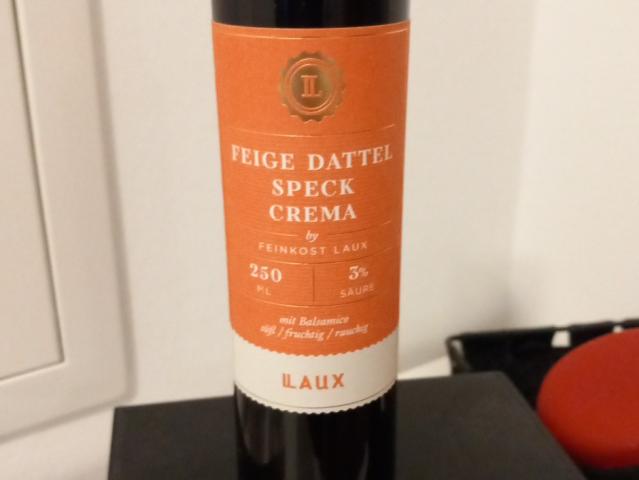 LL
FEIGE DATTEL
SPECK
CREMA
by
FEINKOST LAUX
250 3%
ML SÄURE
mit Balsamico
süß / fruchtig / rauchig
LLAUX